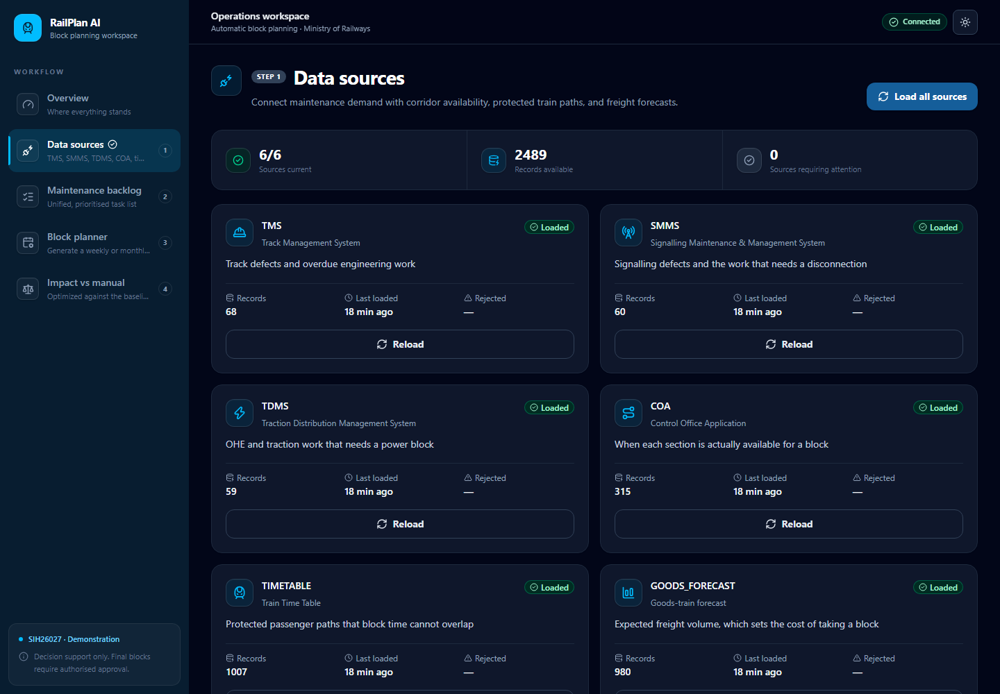 RailPlan AI
Block planning workspace
WORKFLOW
Overview
Where everything stands
Data sources
TMS, SMMS, TDMS, COA, ti...
1
Maintenance backlog
Unified, prioritised task list
2
Block planner
Generate a weekly or monthl...
3
Impact vs manual
Optimized against the baseli...
4
SIH26027 · Demonstration
Decision support only. Final blocks
require authorised approval.
Operations workspace
Automatic block planning · Ministry of Railways
Connected
STEP 1
Data sources
Connect maintenance demand with corridor availability, protected train paths, and freight forecasts.
Load all sources
6/6
Sources current
2489
Records available
0
Sources requiring attention
TMS
Loaded
Track Management System
Track defects and overdue engineering work
Records
Last loaded
Rejected
68
18 min ago
—
Reload
SMMS
Loaded
Signalling Maintenance & Management System
Signalling defects and the work that needs a disconnection
Records
Last loaded
Rejected
60
18 min ago
—
Reload
TDMS
Loaded
Traction Distribution Management System
OHE and traction work that needs a power block
Records
Last loaded
Rejected
59
18 min ago
—
Reload
COA
Loaded
Control Office Application
When each section is actually available for a block
Records
Last loaded
Rejected
315
18 min ago
—
Reload
TIMETABLE
Loaded
Train Time Table
Protected passenger paths that block time cannot overlap
Records
Last loaded
Rejected
1007
18 min ago
—
GOODS_FORECAST
Loaded
Goods-train forecast
Expected freight volume, which sets the cost of taking a block
Records
Last loaded
Rejected
980
18 min ago
—